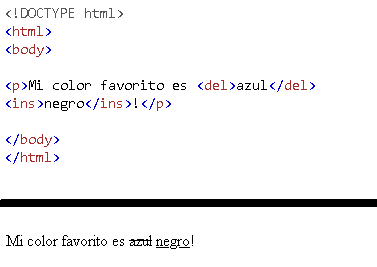 <!DOCTYPE html>
<html>
<body>
<p>Mi color favorito es <del>azul</del>
<ins>negro</ins>!</p>
</body>
</html>
Mi color favorito es azul negro!